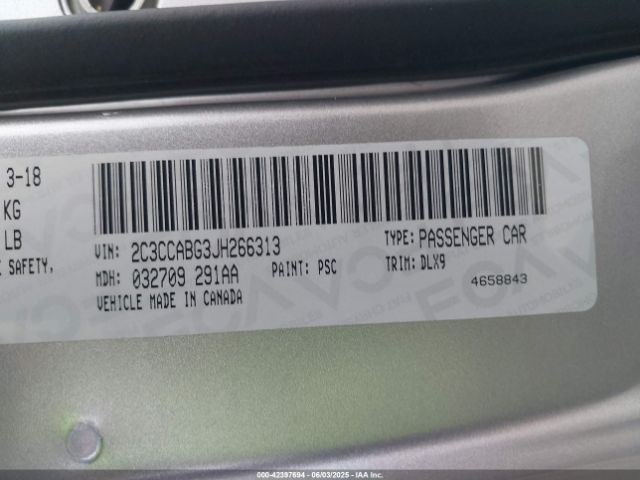 3-18
KG
LB
SAFETY,
VIN: 2C3CCABG3JH266313
TYPE: PASSENGER CAR
MDH: 032709 291AA
PAINT: PSC
TRIM: DLX9
VEHICLE MADE IN CANADA
4658843
000-42397694 | 06/03/2025 - IAA Corp.